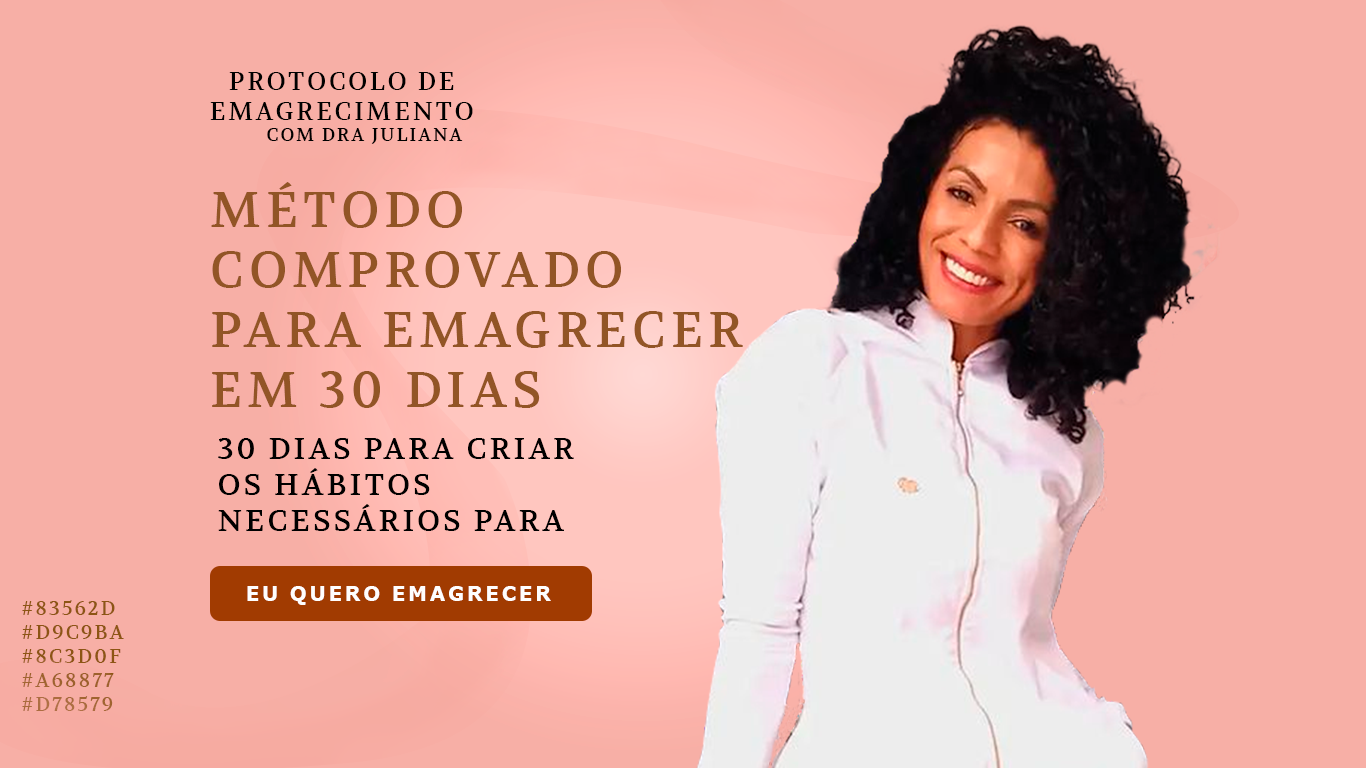 PROTOCOLO DE
EMAGRECIMENTO
COM DRA JULIANA
MÉTODO
COMPROVADO
PARA EMAGRECER
EM 30 DIAS
30 DIAS PARA CRIAR
OS HÁBITOS
NECESSÁRIOS PARA
EU QUERO EMAGRECER
#83562D
#D9C9BA
#8C3D0F
#A68877
#D78579